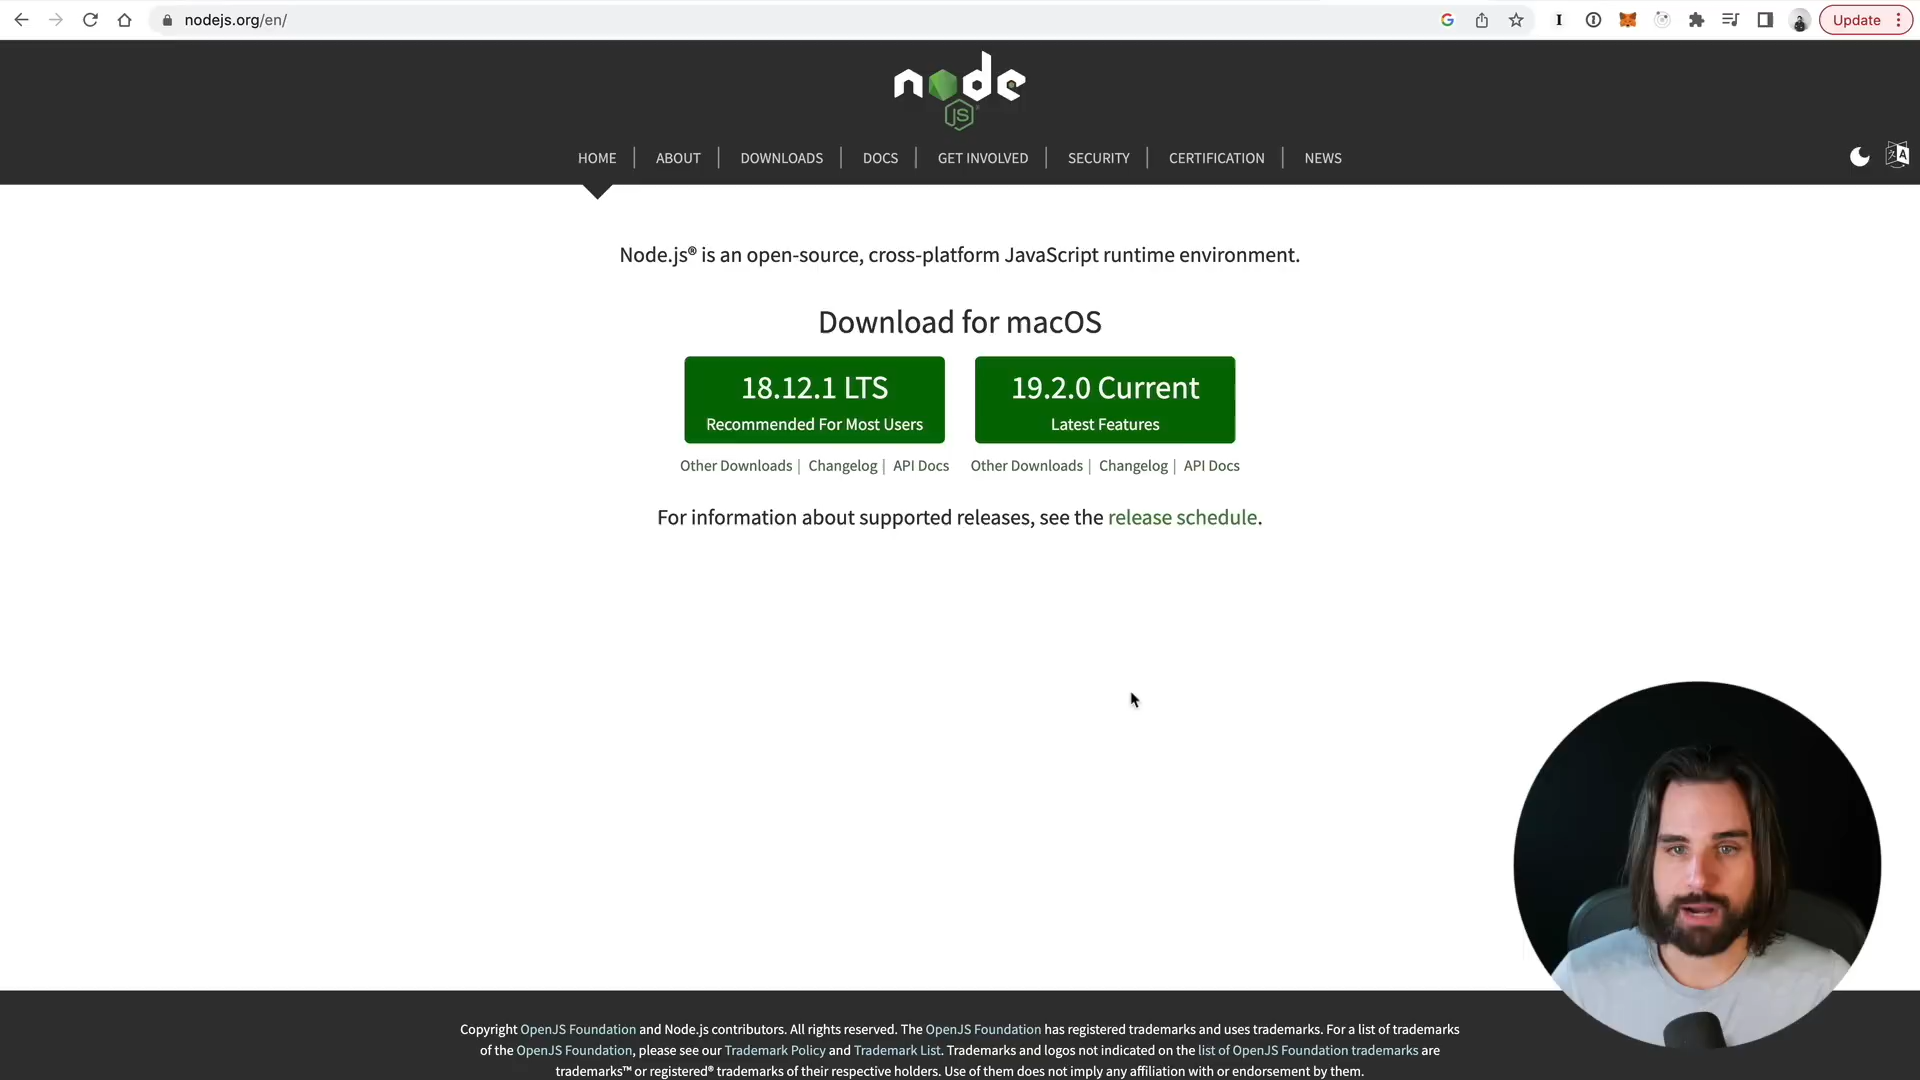 nodejs.org/en/
Update
node
JS
HOME
ABOUT
DOWNLOADS
DOCS
GET INVOLVED
SECURITY
CERTIFICATION
NEWS
Node.js® is an open-source, cross-platform JavaScript runtime environment.
Download for macOS
18.12.1 LTS
Recommended For Most Users
19.2.0 Current
Latest Features
Other Downloads | Changelog | API Docs
Other Downloads | Changelog | API Docs
For information about supported releases, see the release schedule.
Copyright OpenJS Foundation and Node.js contributors. All rights reserved. The OpenJS Foundation has registered trademarks and uses trademarks. For a list of trademarks
of the OpenJS Foundation, please see our Trademark Policy and Trademark List. Trademarks and logos not indicated on the list of OpenJS Foundation trademarks are
trademarks™ or registered® trademarks of their respective holders. Use of them does not imply any affiliation with or endorsement by them.